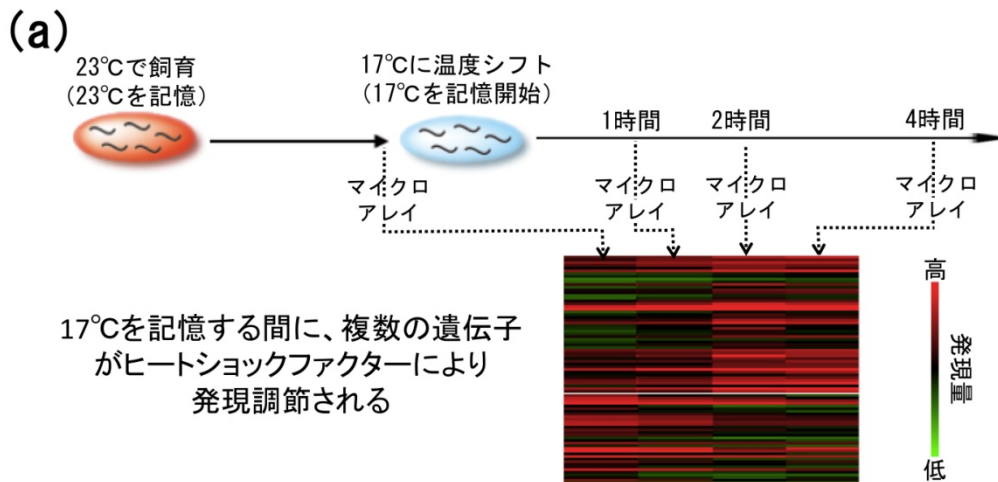 (a)
23℃で飼育
(23℃を記憶)
17℃に温度シフト
(17℃を記憶開始)
1時間
2時間
4時間
マイクロ
アレイ
マイクロ
アレイ
マイクロ
アレイ
マイクロ
アレイ
17℃を記憶する間に、複数の遺伝子
がヒートショックファクターにより
発現調節される
高
発現量
低